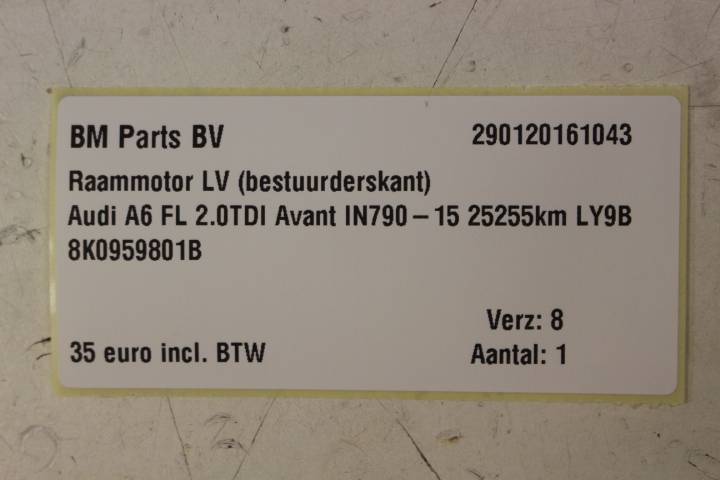 BM Parts BV 290120161043
Raammotor LV (bestuurderskant)
Audi A6 FL 2.0TDI Avant IN790-15 25255km LY9B
8K0959801B
Verz: 8
35 euro incl. BTW Aantal: 1